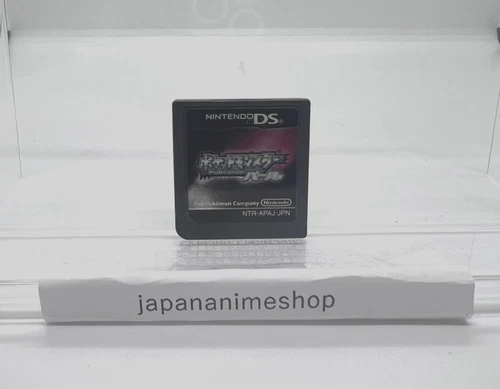 NINTENDO DS
ポケットモンスター
パール
The Pokémon Company Nintendo
NTR-APAJ-JPN
japananimeshop